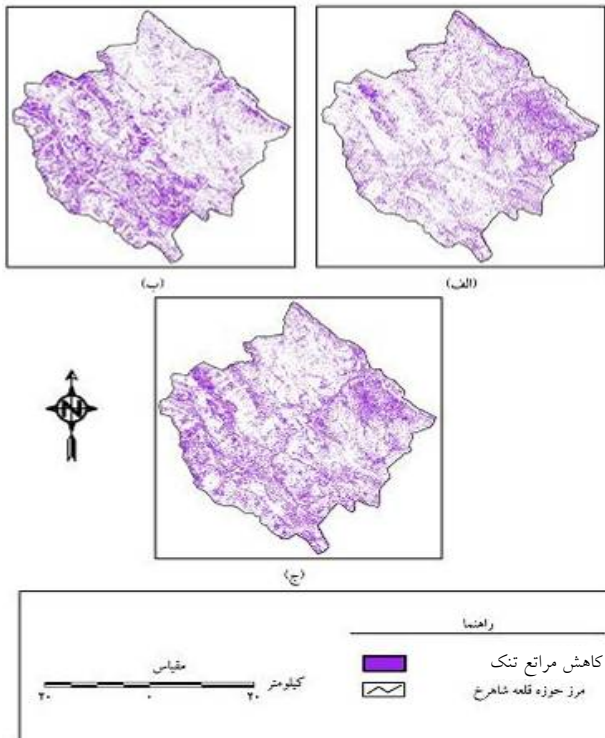 (الف)
(ب)
(ج)
N
راهنما
کاهش مراتع تنک
مرز حوزه قلعه شاهرخ
مقیاس
کیلومتر
۲۰ ۰ ۲۰